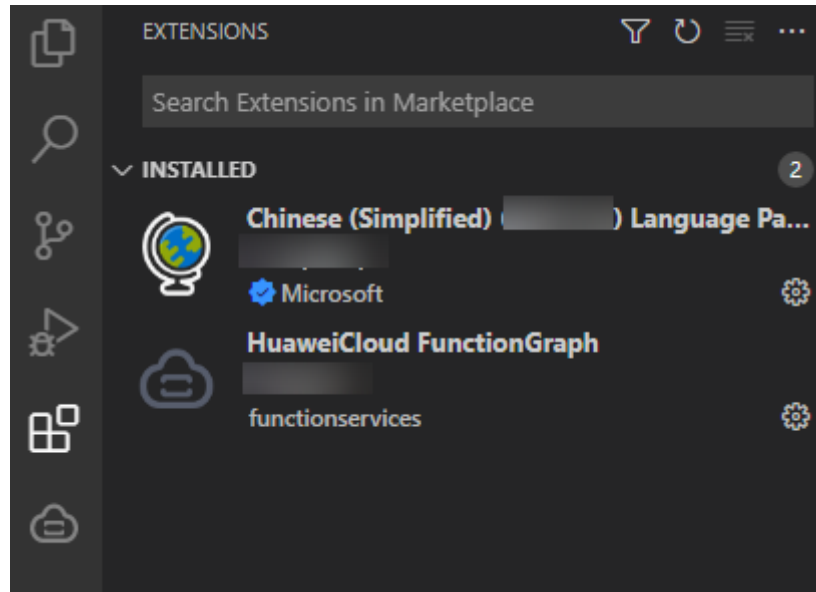 EXTENSIONS
Search Extensions in Marketplace
INSTALLED
2
Chinese (Simplified) ( ) Language Pa...
Microsoft
HuaweiCloud FunctionGraph
functionservices